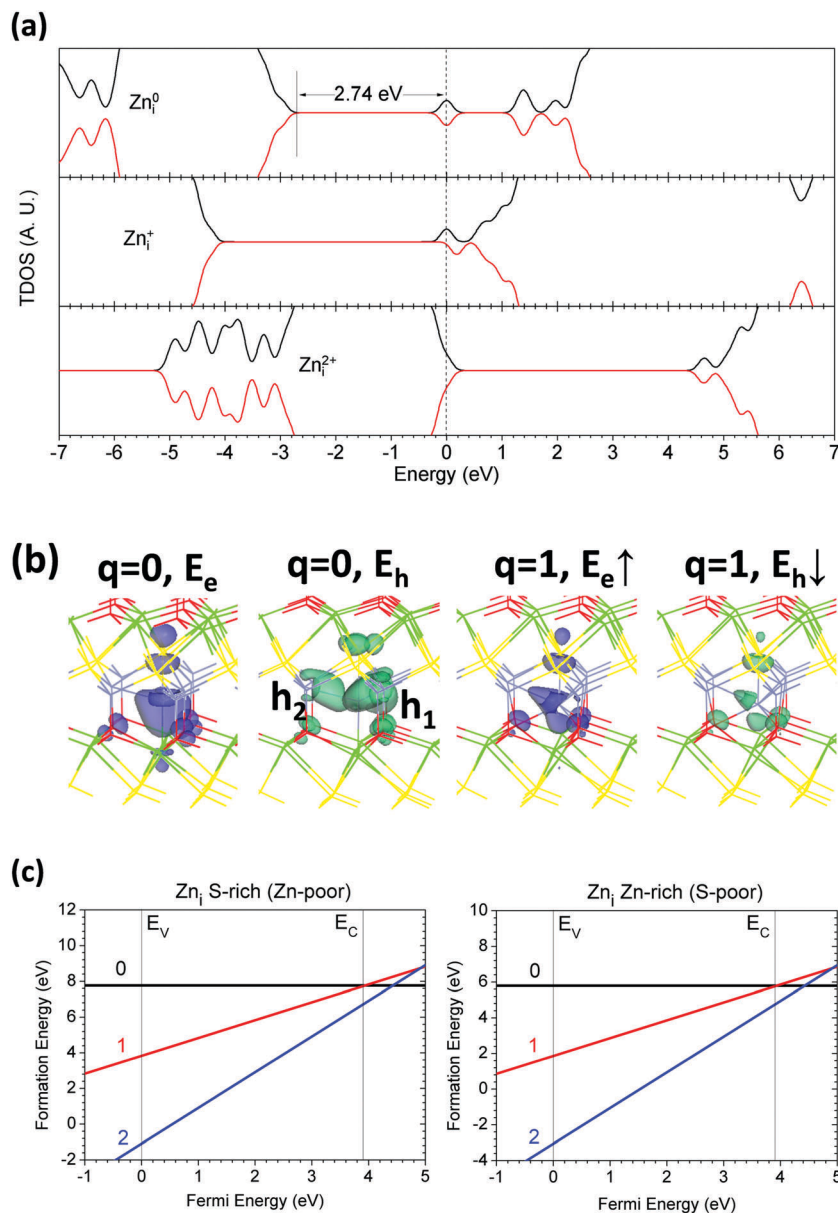 (a)
2.74 eV
Zn_i^0
Zn_i^+
Zn_i^2+
TDOS (A. U.)
-7 -6 -5 -4 -3 -2 -1 0 1 2 3 4 5 6 7
Energy (eV)
(b)
q=0, E_e q=0, E_h q=1, E_e↑ q=1, E_h↓
h_2 h_1
(c)
Zn_i S-rich (Zn-poor)
12
10
8
6
4
2
0
-2
E_V E_C
0
1
2
Formation Energy (eV)
-1 0 1 2 3 4 5
Fermi Energy (eV)
Zn_i Zn-rich (S-poor)
10
8
6
4
2
0
-2
-4
E_V E_C
0
1
2
Formation Energy (eV)
-1 0 1 2 3 4 5
Fermi Energy (eV)